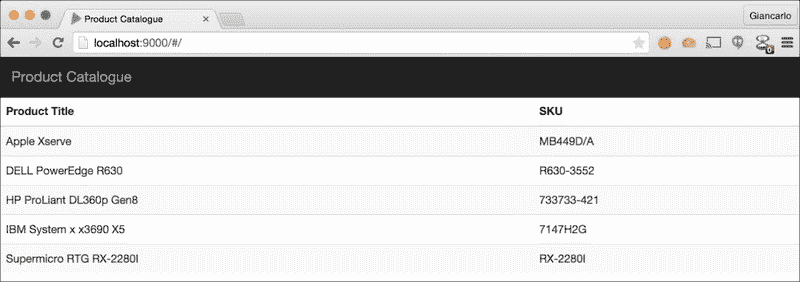 Product Catalogue
Giancarlo
localhost:9000/#/
Product Catalogue
Product Title SKU
Apple Xserve MB449D/A
DELL PowerEdge R630 R630-3552
HP ProLiant DL360p Gen8 733733-421
IBM System x x3690 X5 7147H2G
Supermicro RTG RX-2280I RX-2280I